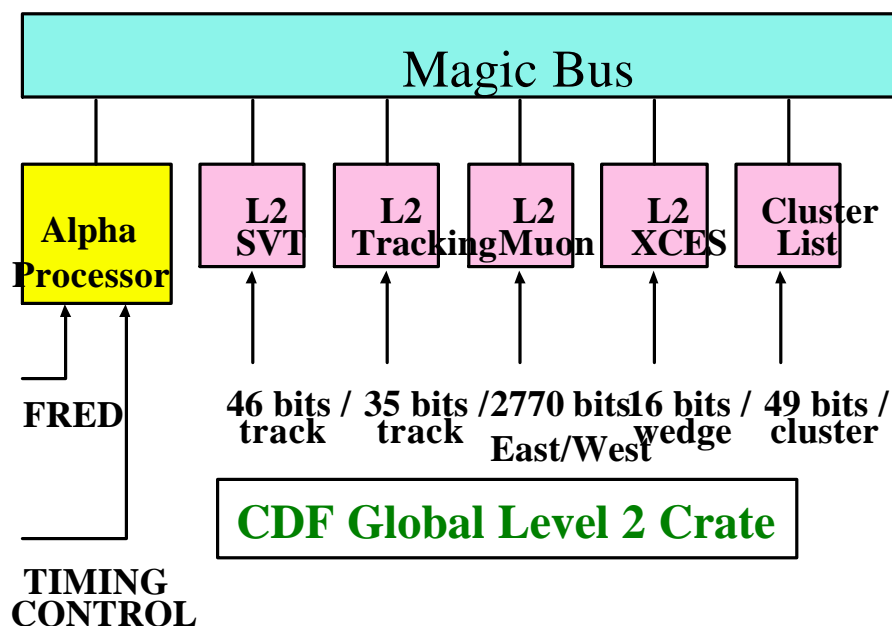 Magic Bus
Alpha
Processor
L2
SVT
L2
Tracking
L2
Muon
L2
XCES
Cluster
List
FRED
46 bits /
track
35 bits /
track
2770 bits
East/West
16 bits /
wedge
49 bits /
cluster
CDF Global Level 2 Crate
TIMING
CONTROL